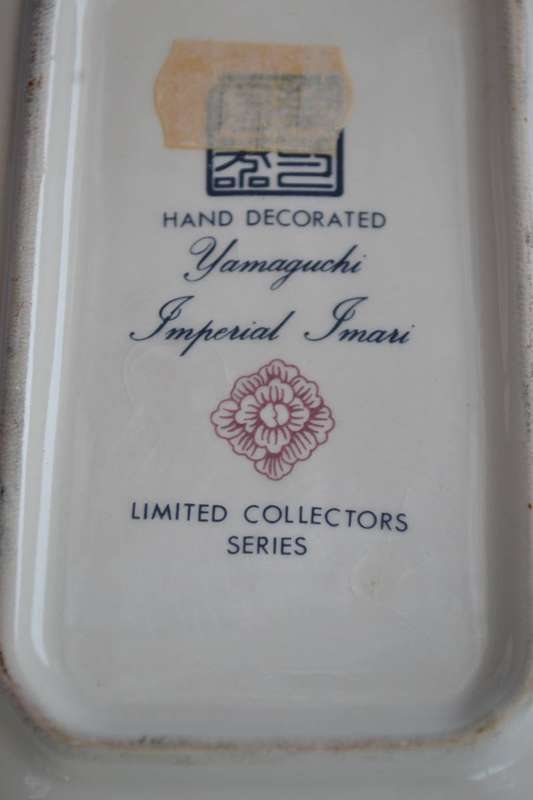 HAND DECORATED
Yamaguchi
Imperial Imari
LIMITED COLLECTORS
SERIES